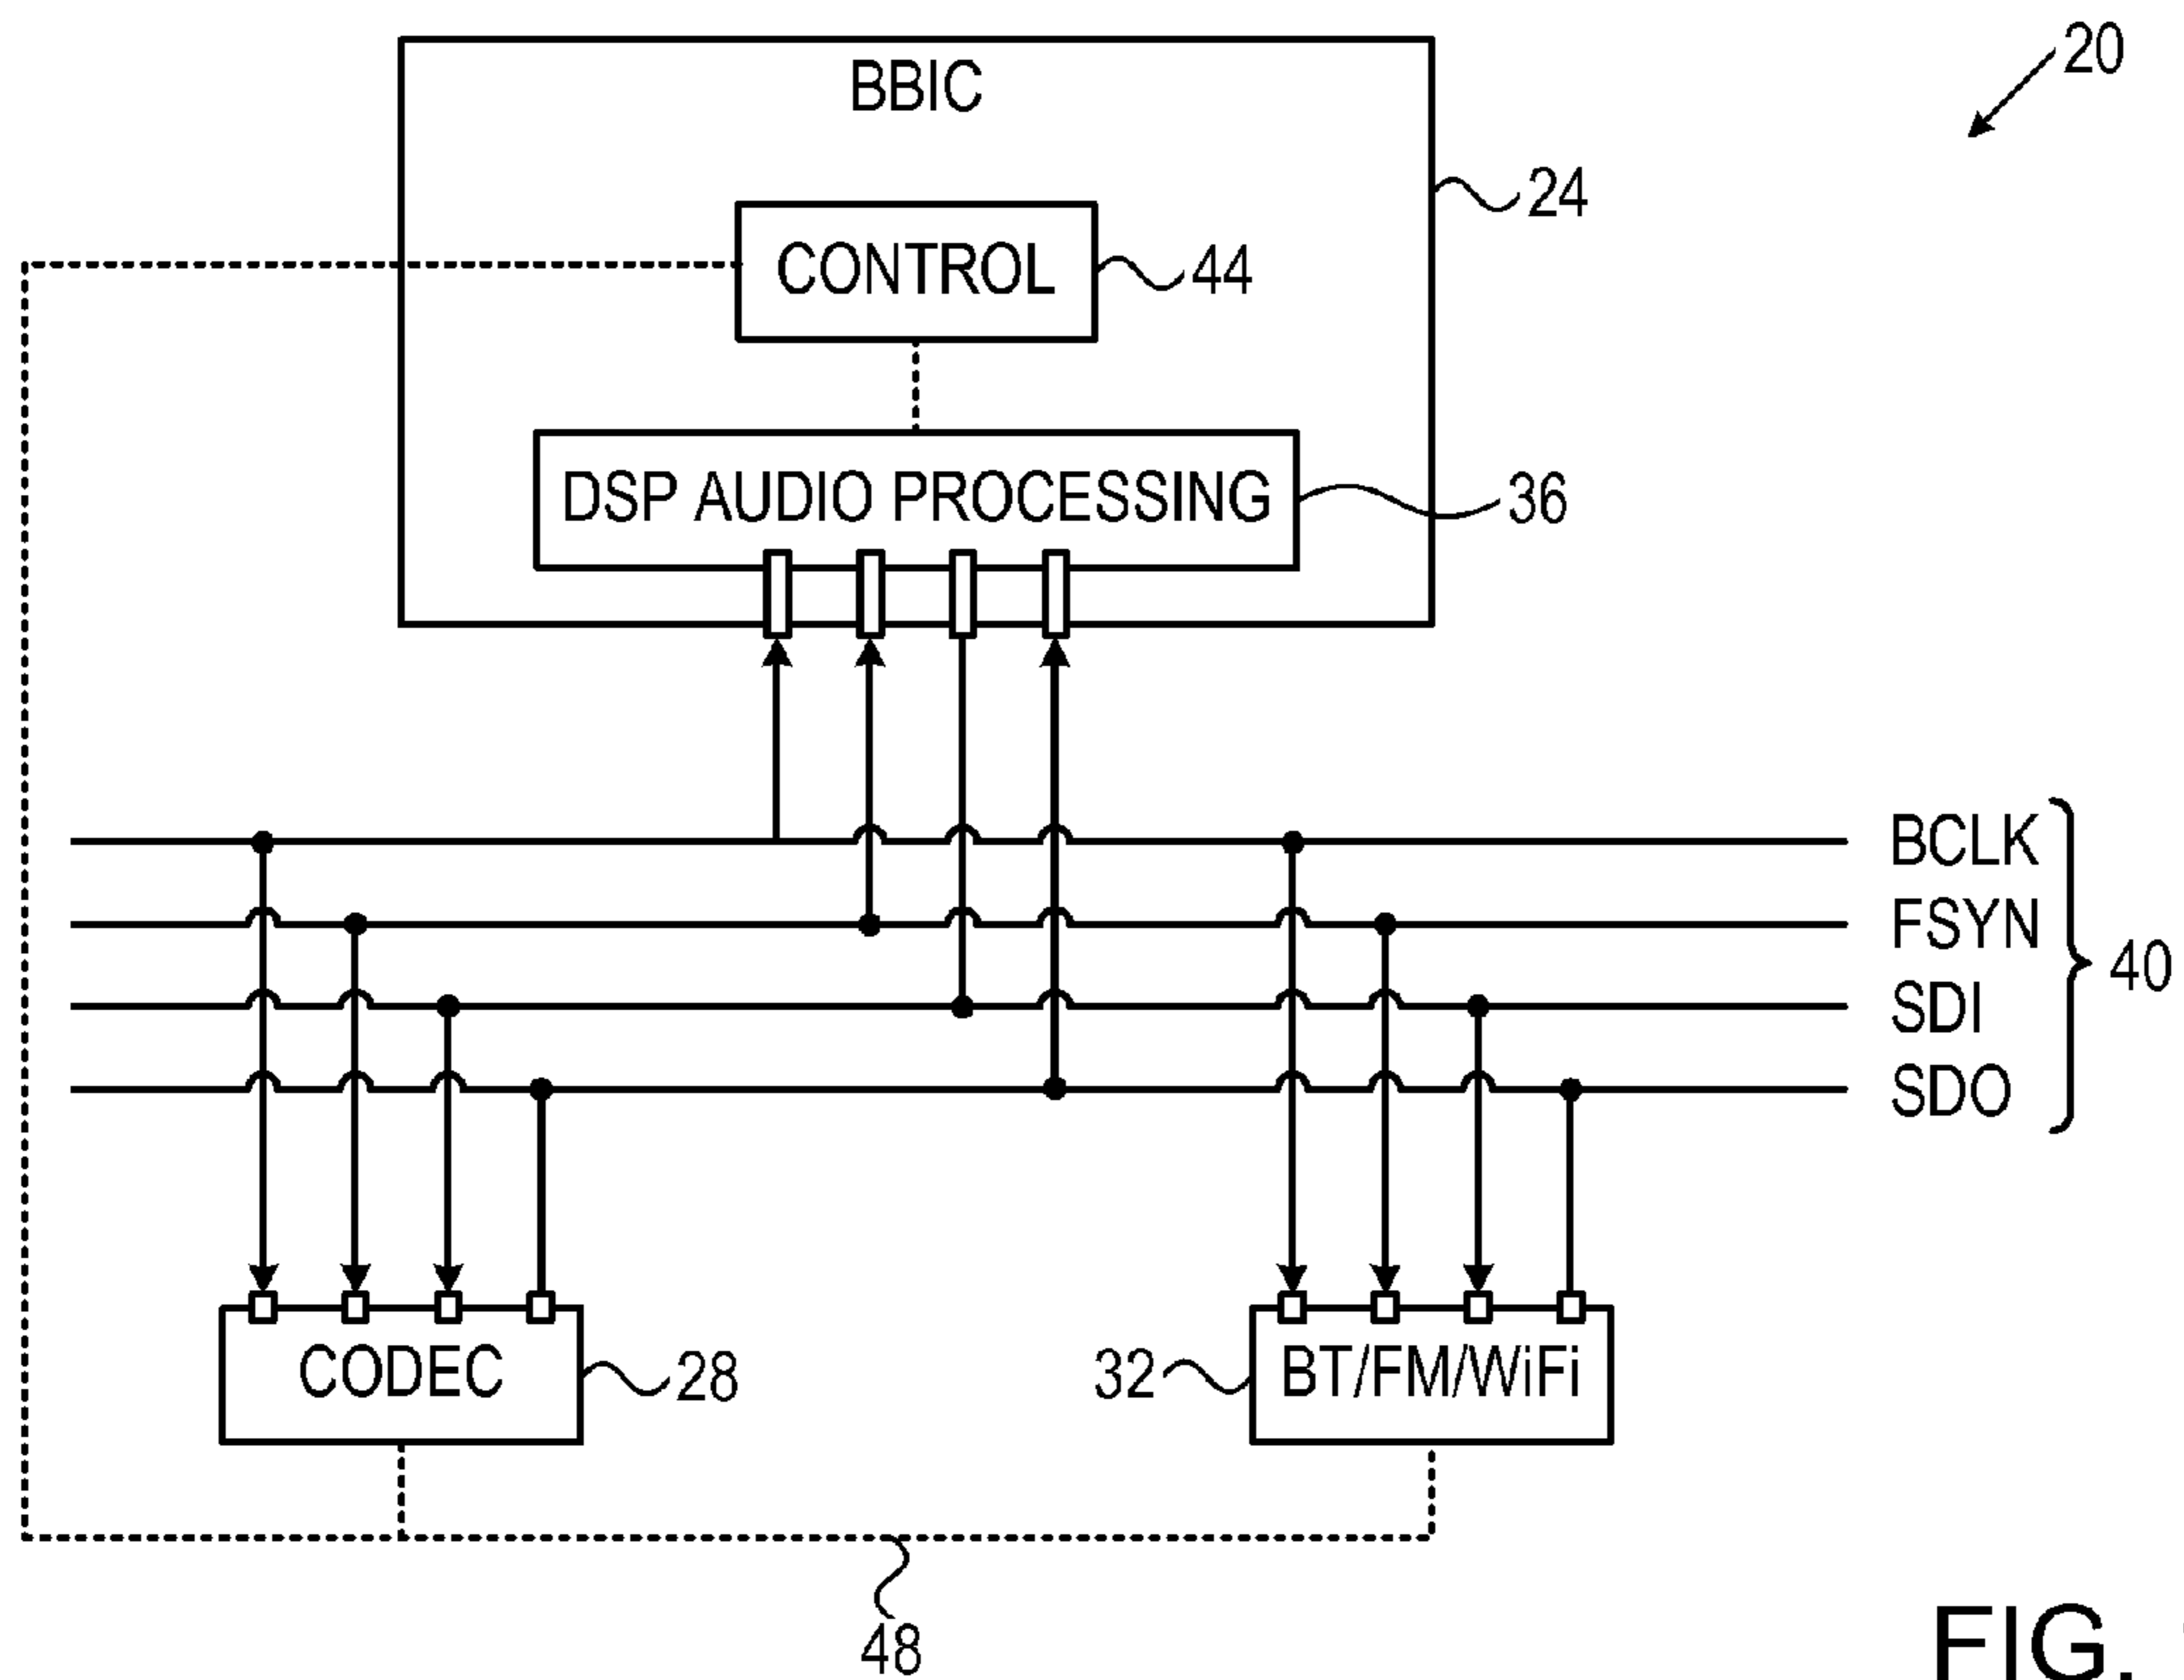 20
BBIC
24
CONTROL
44
DSP AUDIO PROCESSING
36
BCLK
FSYN
SDI
SDO
40
CODEC
28
32
BT/FM/WiFi
48
FIG.